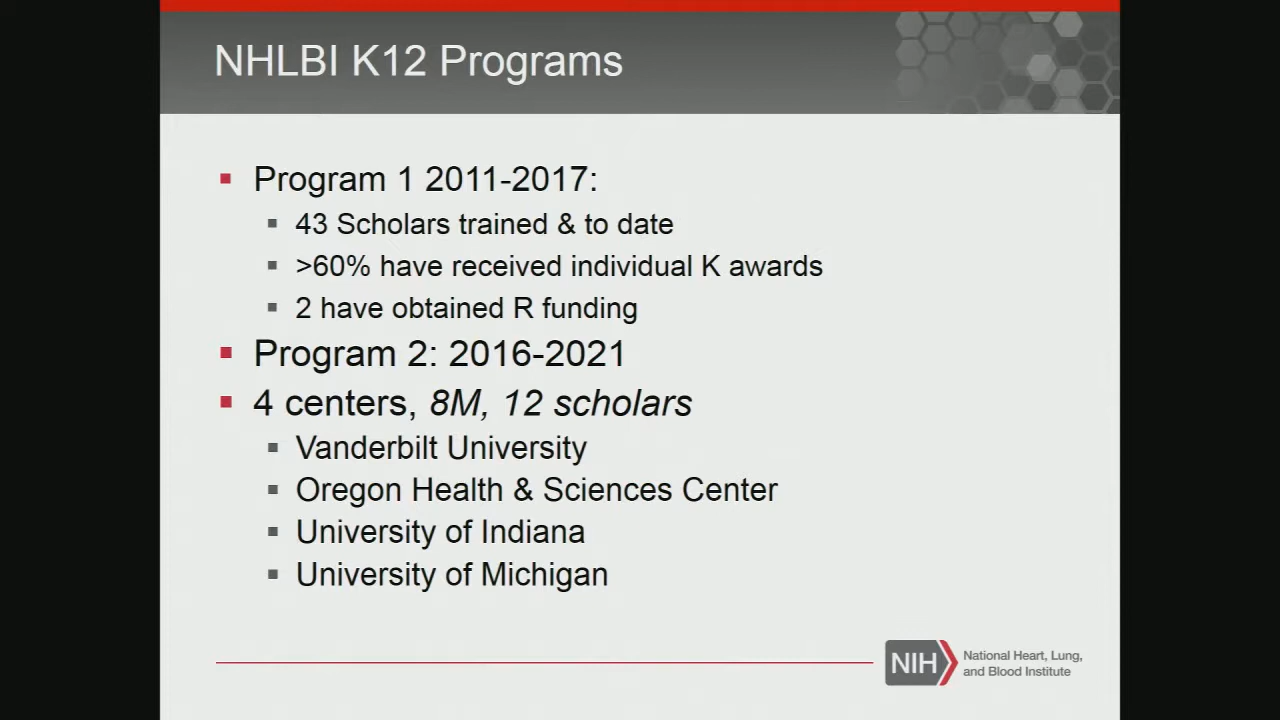 NHLBI K12 Programs
Program 1 2011-2017:
43 Scholars trained & to date
>60% have received individual K awards
2 have obtained R funding
Program 2: 2016-2021
4 centers, 8M, 12 scholars
Vanderbilt University
Oregon Health & Sciences Center
University of Indiana
University of Michigan
NIH
National Heart, Lung,
and Blood Institute